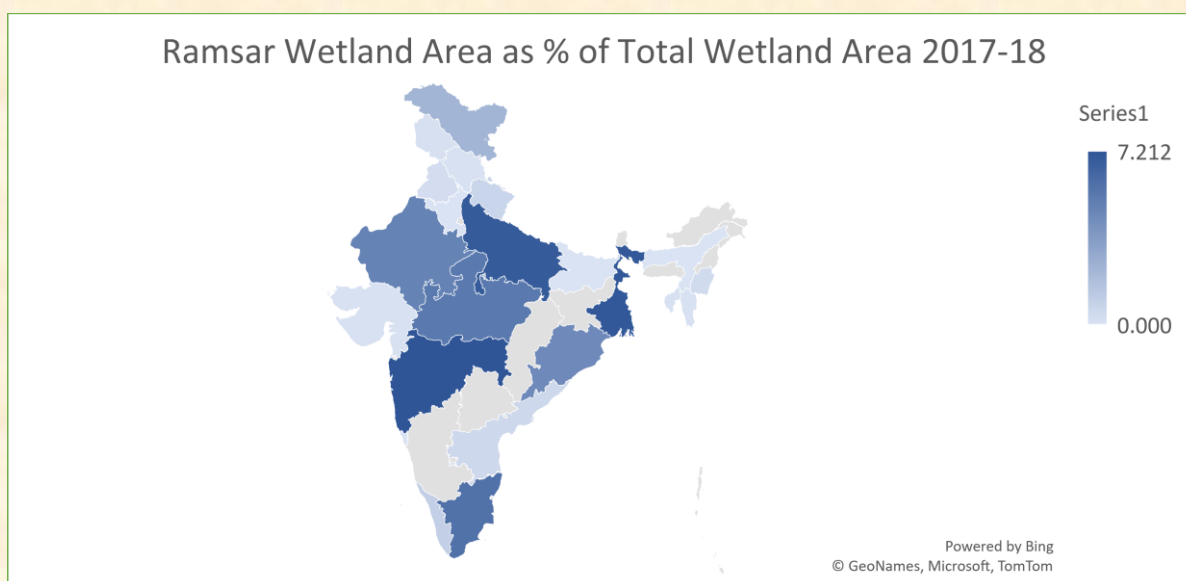 Ramsar Wetland Area as % of Total Wetland Area 2017-18
Series1
7.212
0.000
Powered by Bing
© GeoNames, Microsoft, TomTom